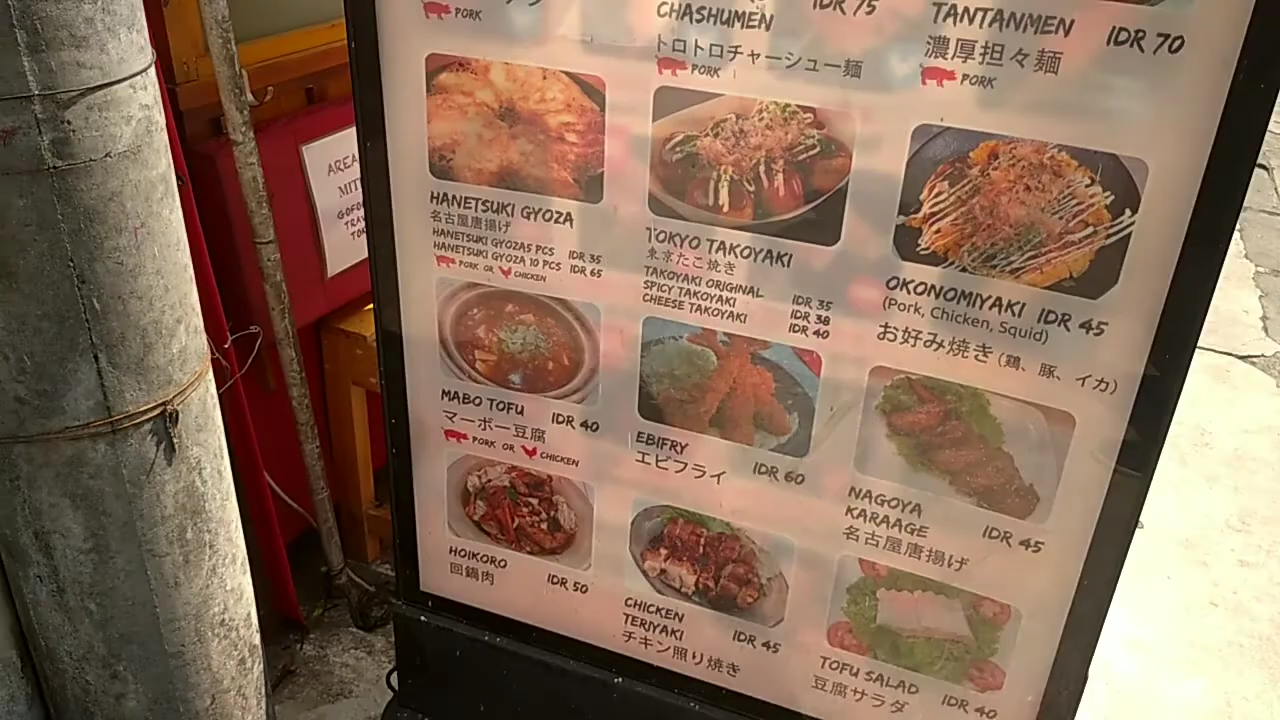 PORK
CHASHUMEN IDR 75
トロトロチャーシュー麺
PORK
TANTANMEN IDR 70
濃厚担々麺
PORK
AREA
HANETSUKI GYOZA
名古屋唐揚げ
HANETSUKI GYOZA5 PCS IDR 35
HANETSUKI GYOZA 10 PCS IDR 65
PORK OR CHICKEN
TOKYO TAKOYAKI
東京たこ焼き
TAKOYAKI ORIGINAL IDR 35
SPICY TAKOYAKI IDR 38
CHEESE TAKOYAKI IDR 40
OKONOMIYAKI IDR 45
(Pork, Chicken, Squid)
お好み焼き (鶏、豚、イカ)
MABO TOFU IDR 40
マーボー豆腐
PORK OR CHICKEN
EBIFRY
エビフライ IDR 60
NAGOYA
KARAAGE IDR 45
名古屋唐揚げ
HOIKORO
回鍋肉 IDR 50
CHICKEN
TERIYAKI IDR 45
チキン照り焼き
TOFU SALAD
豆腐サラダ IDR 40